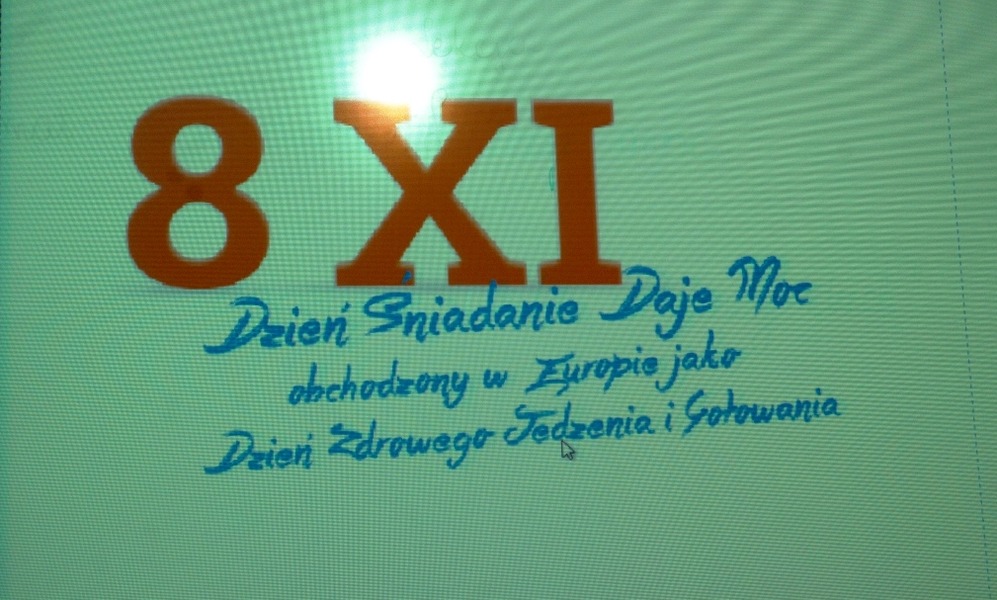 8 XI
Dzień Śniadanie Daje Moc
obchodzony w Europie jako
Dzień Zdrowego Jedzenia i Gotowania